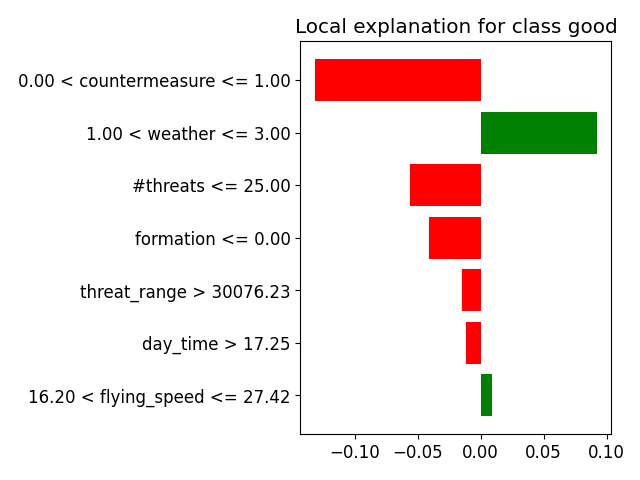 Local explanation for class good
0.00 < countermeasure <= 1.00
1.00 < weather <= 3.00
#threats <= 25.00
formation <= 0.00
threat_range > 30076.23
day_time > 17.25
16.20 < flying_speed <= 27.42
−0.10 −0.05 0.00 0.05 0.10